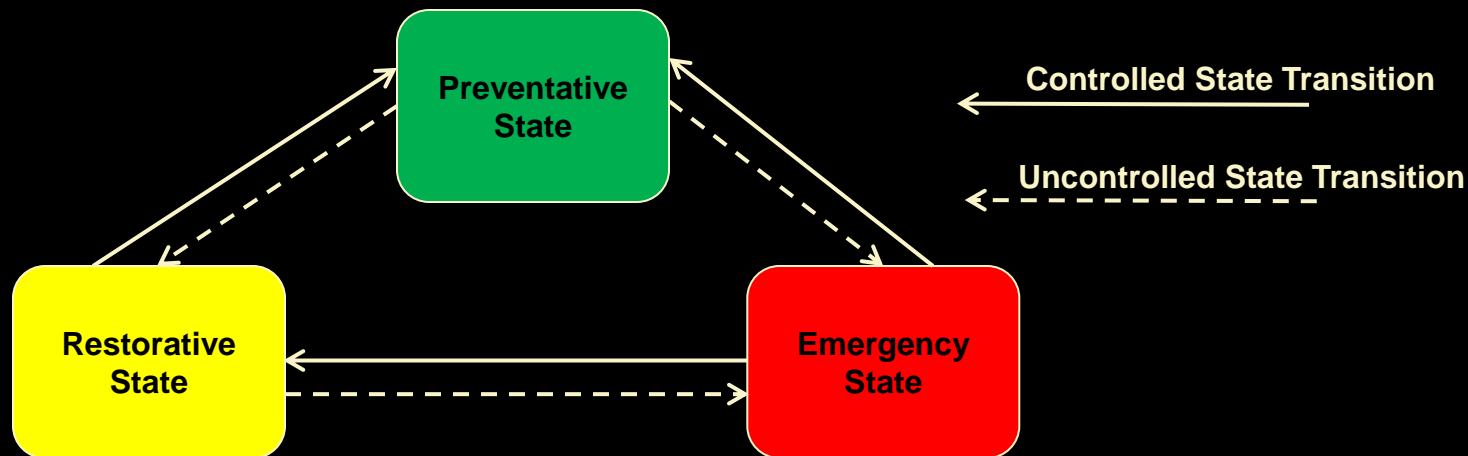 Preventative
State
Controlled State Transition
Uncontrolled State Transition
Restorative
State
Emergency
State